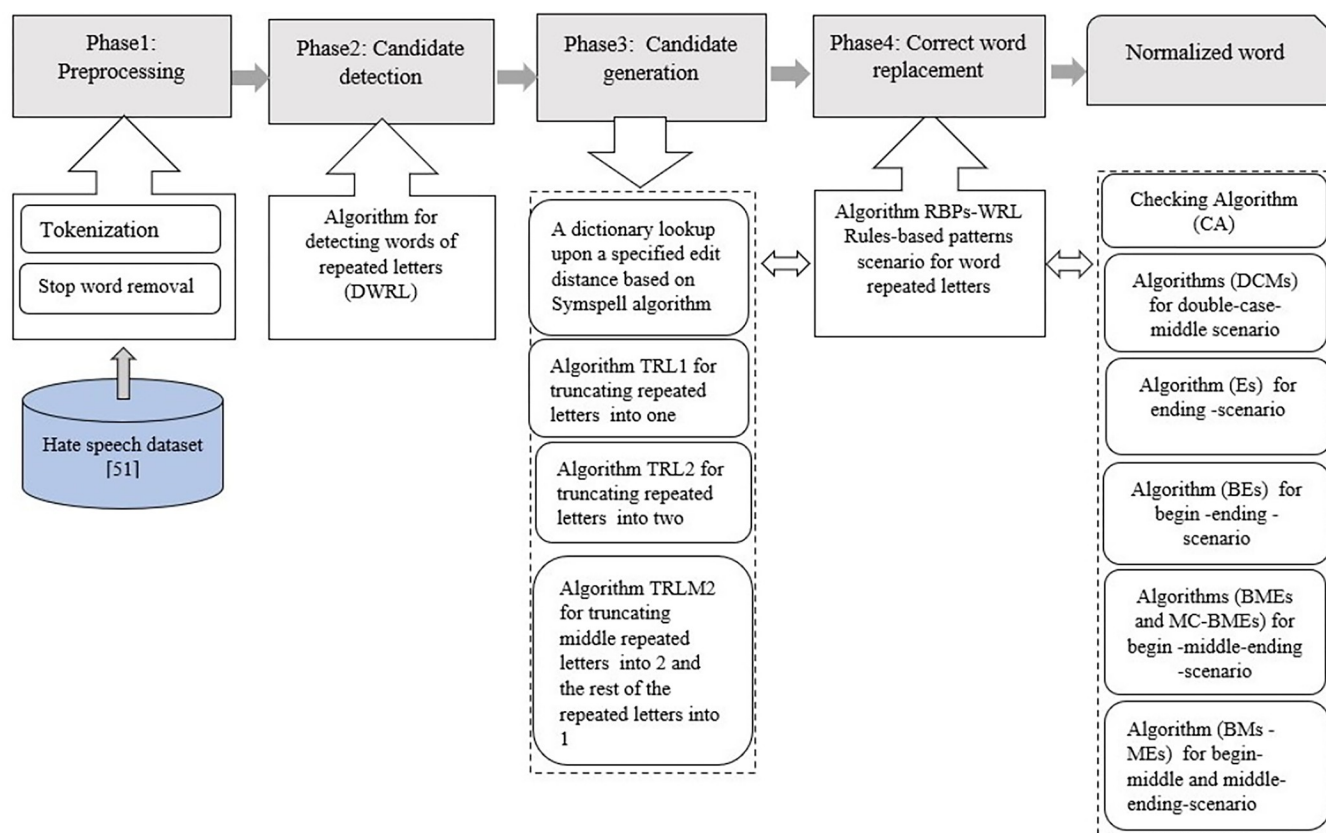 Phase1:
Preprocessing
Phase2: Candidate
detection
Phase3:  Candidate
generation
Phase4: Correct word
replacement
Normalized word
Tokenization
Stop word removal
Hate speech dataset
[51]
Algorithm for
detecting words of
repeated letters
(DWRL)
A dictionary lookup
upon a specified edit
distance based on
Symspell algorithm
Algorithm TRL1 for
truncating repeated
letters  into one
Algorithm TRL2 for
truncating repeated
letters  into two
Algorithm TRLM2
for truncating
middle repeated
letters  into 2 and
the rest of the
repeated letters into
1
Algorithm RBPs-WRL
Rules-based patterns
scenario for word
repeated letters
Checking Algorithm
(CA)
Algorithms (DCMs)
for double-case-
middle scenario
Algorithm (Es)  for
ending -scenario
Algorithm (BEs)  for
begin -ending -
scenario
Algorithms (BMEs
and MC-BMEs) for
begin -middle-ending
-scenario
Algorithm (BMs -
MEs)  for begin-
middle and middle-
ending-scenario